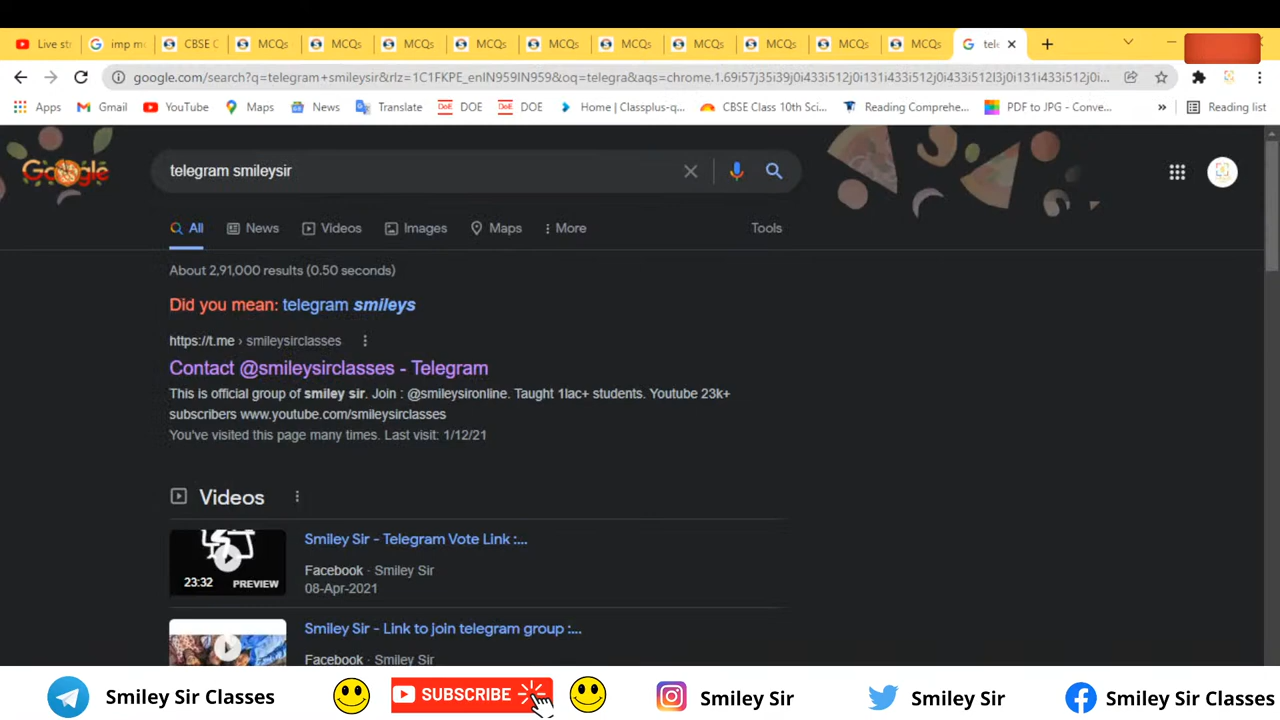 Live str
imp m
CBSE C
MCQs
MCQs
MCQs
MCQs
MCQs
MCQs
MCQs
MCQs
MCQs
MCQs
tele
google.com/search?q=telegram+smileysir&rlz=1C1FKPE_enIN959IN959&oq=telegra&aqs=chrome.1.69i57j35i39j0i433i512j0i131i433i512j0i433i512l3j0i131i433i512j0i433i512j0...
Apps
Gmail
YouTube
Maps
News
Translate
DOE
DOE
DOE
DOE
Home | Classplus-q...
CBSE Class 10th Sci...
Reading Comprehe...
PDF to JPG - Conve...
»
Reading list
Google
telegram smileysir
All
News
Videos
Images
Maps
More
Tools
About 2,91,000 results (0.50 seconds)
Did you mean: telegram smileys
https://t.me › smileysirclasses
Contact @smileysirclasses - Telegram
This is official group of smiley sir. Join : @smileysironline. Taught 1lac+ students. Youtube 23k+
subscribers www.youtube.com/smileysirclasses
You've visited this page many times. Last visit: 1/12/21
Videos
Smiley Sir - Telegram Vote Link :...
23:32
PREVIEW
Facebook · Smiley Sir
08-Apr-2021
Smiley Sir - Link to join telegram group :...
Facebook · Smiley Sir
Smiley Sir Classes
SUBSCRIBE
Smiley Sir
Smiley Sir
Smiley Sir Classes